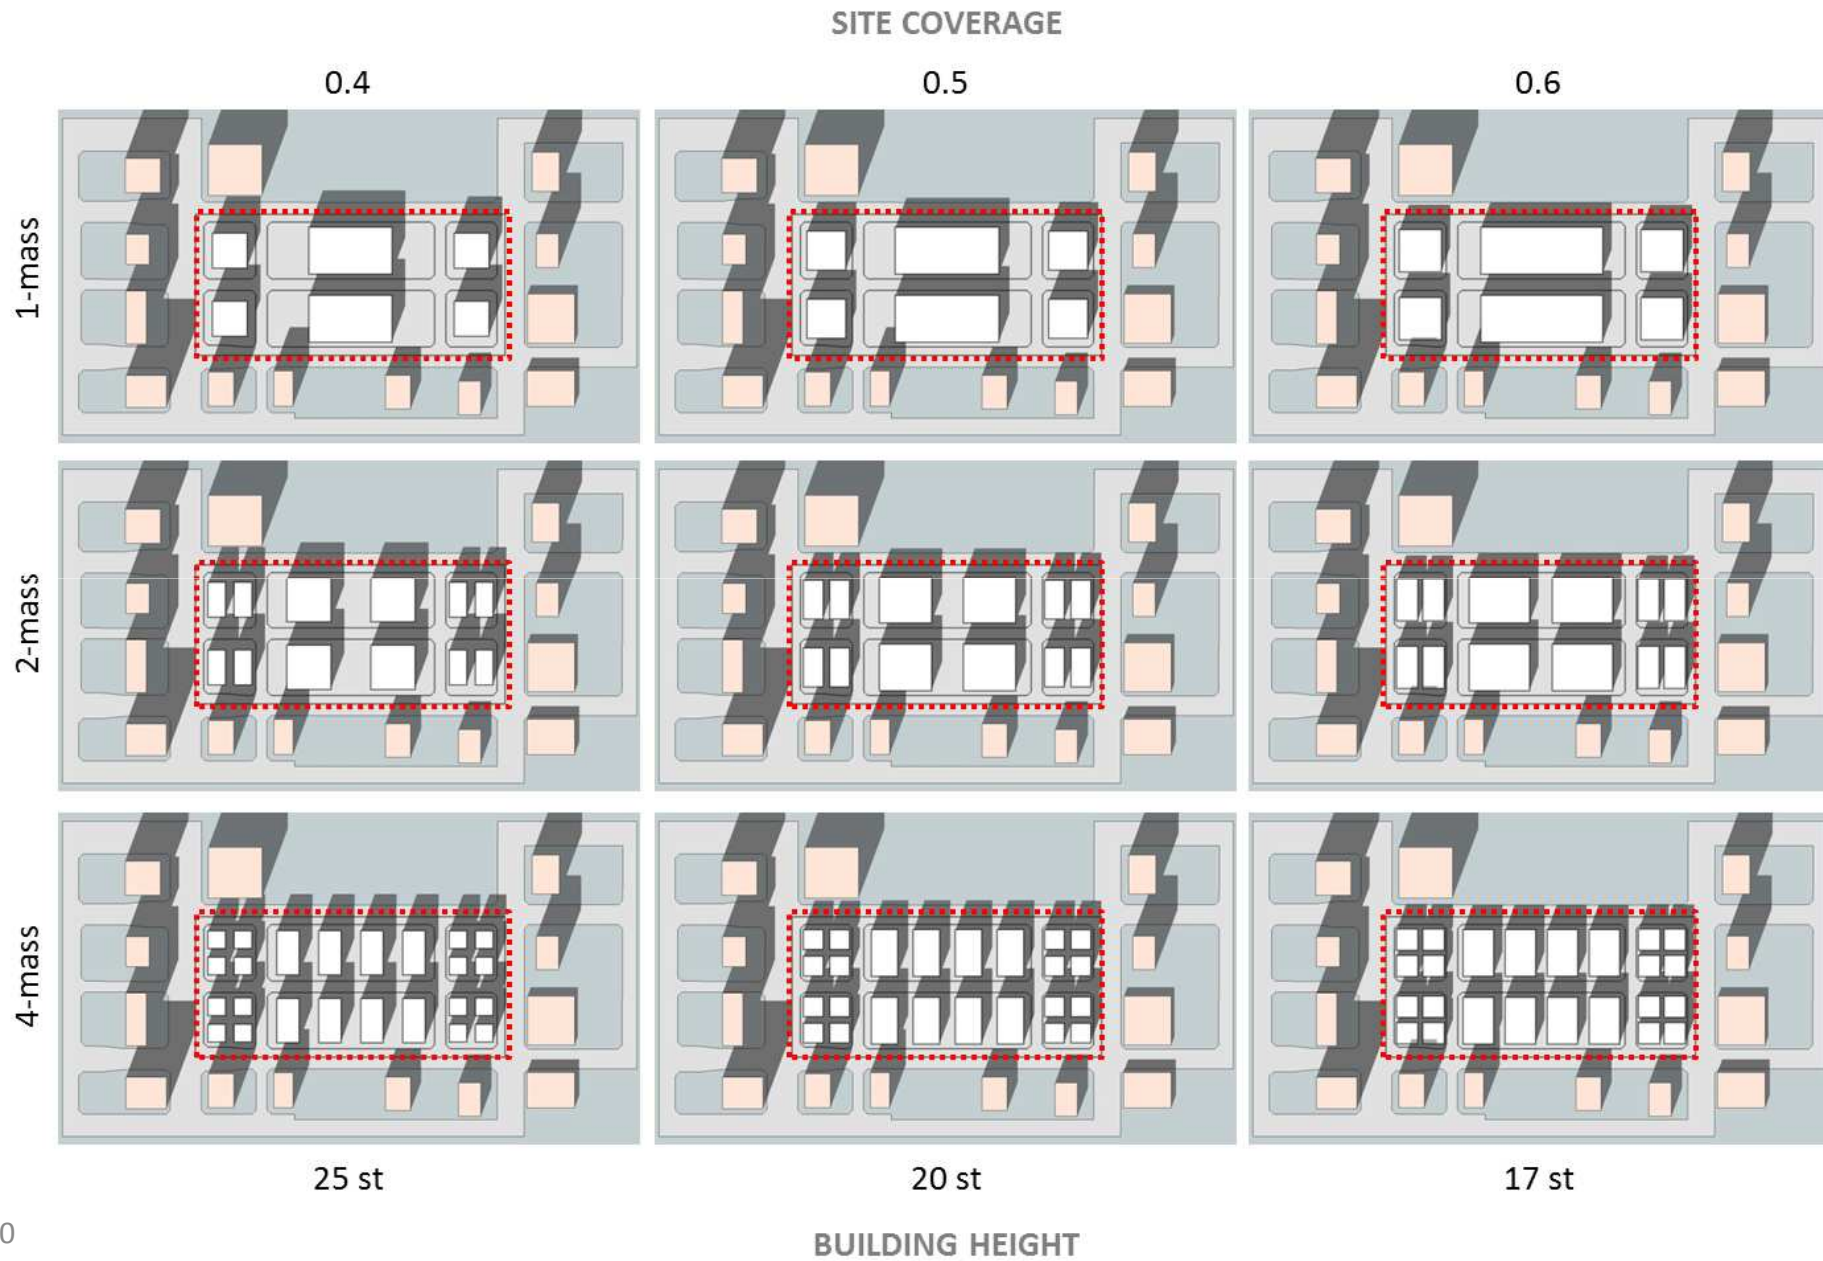 SITE COVERAGE
0.4 0.5 0.6
1-mass
2-mass
4-mass
25 st 20 st 17 st
0
BUILDING HEIGHT